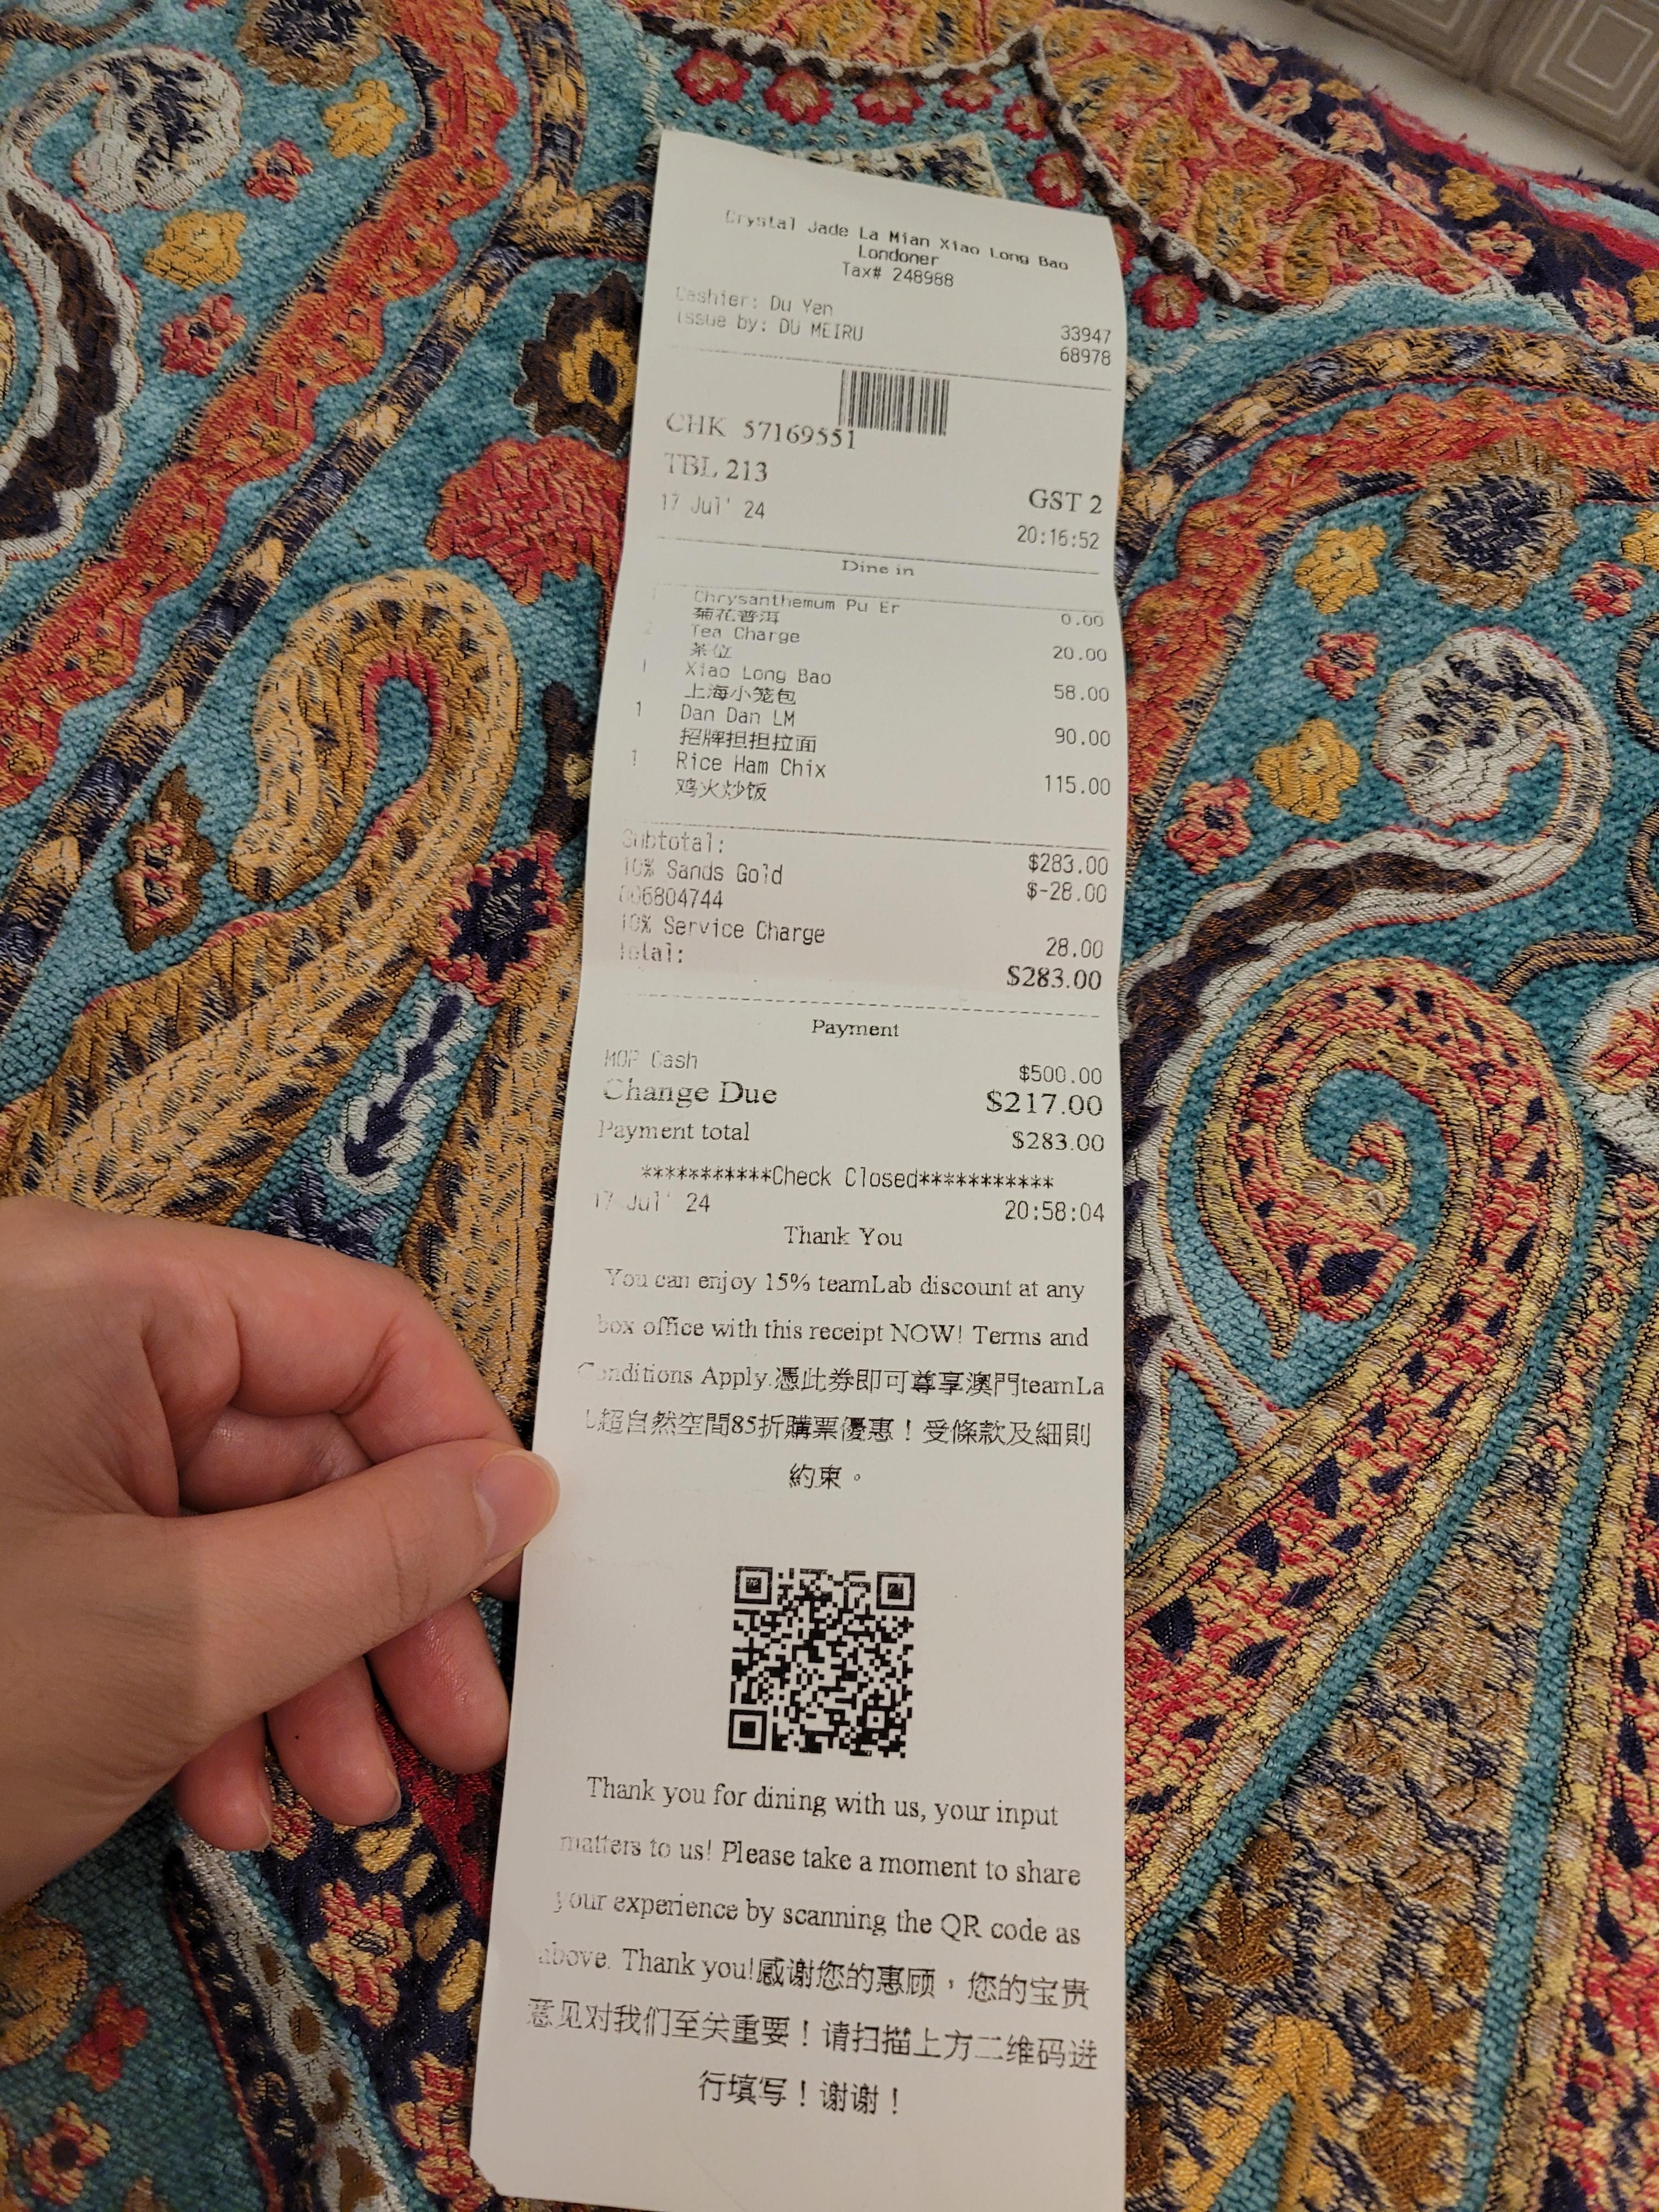 Crystal Jade La Mian Xiao Long Bao
Londoner
Tax# 248988
Cashier: Du Yen 33947
Issue by: DU MEIRU 68978
CHK 57169551
TBL 213 GST 2
17 Jul' 24 20:16:52
Dine in
1 Chrysanthemum Pu Er 0.00
菊花普洱
2 Tea Charge 20.00
茶位
1 Xiao Long Bao 58.00
上海小笼包
1 Dan Dan LM 90.00
招牌担担拉面
1 Rice Ham Chix 115.00
鸡火炒饭
Subtotal: $283.00
10% Sands Gold $-28.00
006804744
10% Service Charge 28.00
Total: $283.00
Payment
MOP Cash $500.00
Change Due $217.00
Payment total $283.00
***********Check Closed***********
17 Jul' 24 20:58:04
Thank You
You can enjoy 15% teamLab discount at any
box office with this receipt NOW! Terms and
Conditions Apply.憑此券即可尊享澳門teamLa
b超自然空間85折購票優惠！受條款及細則
約束。
Thank you for dining with us, your input
matters to us! Please take a moment to share
your experience by scanning the QR code as
above. Thank you!感谢您的惠顾，您的宝贵
意见对我们至关重要！请扫描上方二维码进
行填写！谢谢！